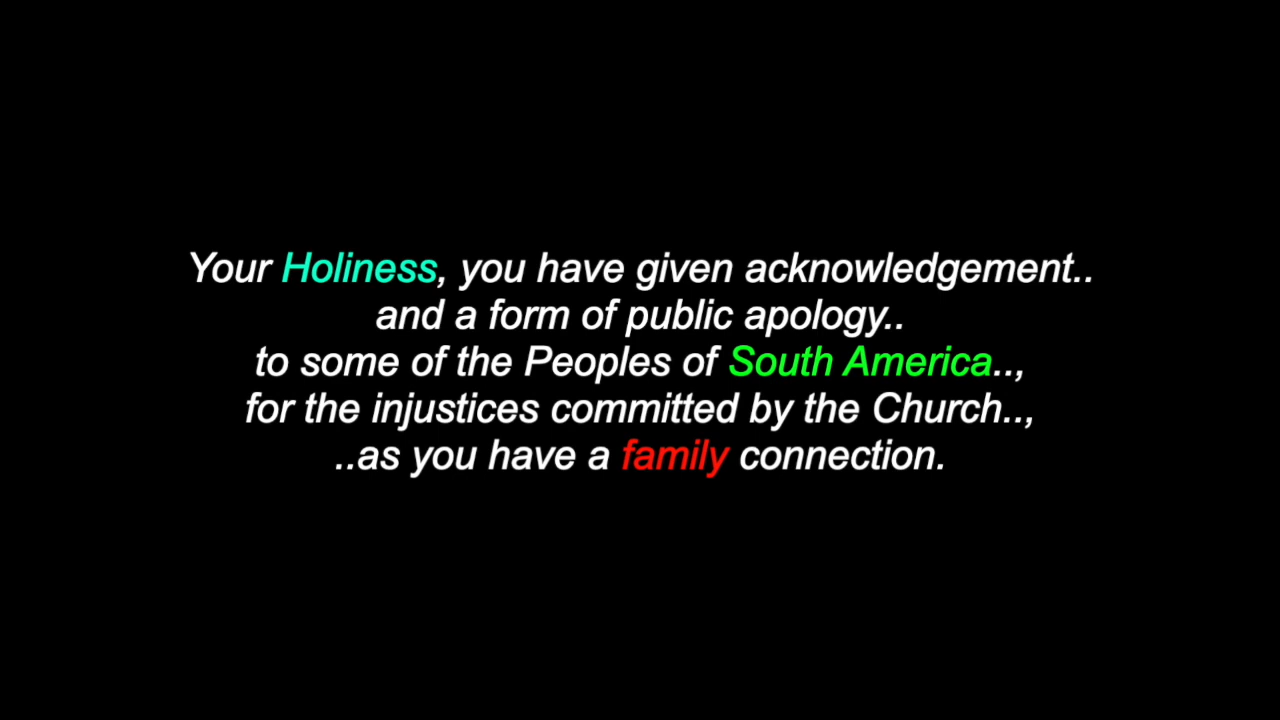 Your Holiness, you have given acknowledgement..
and a form of public apology..
to some of the Peoples of South America..,
for the injustices committed by the Church..,
..as you have a family connection.